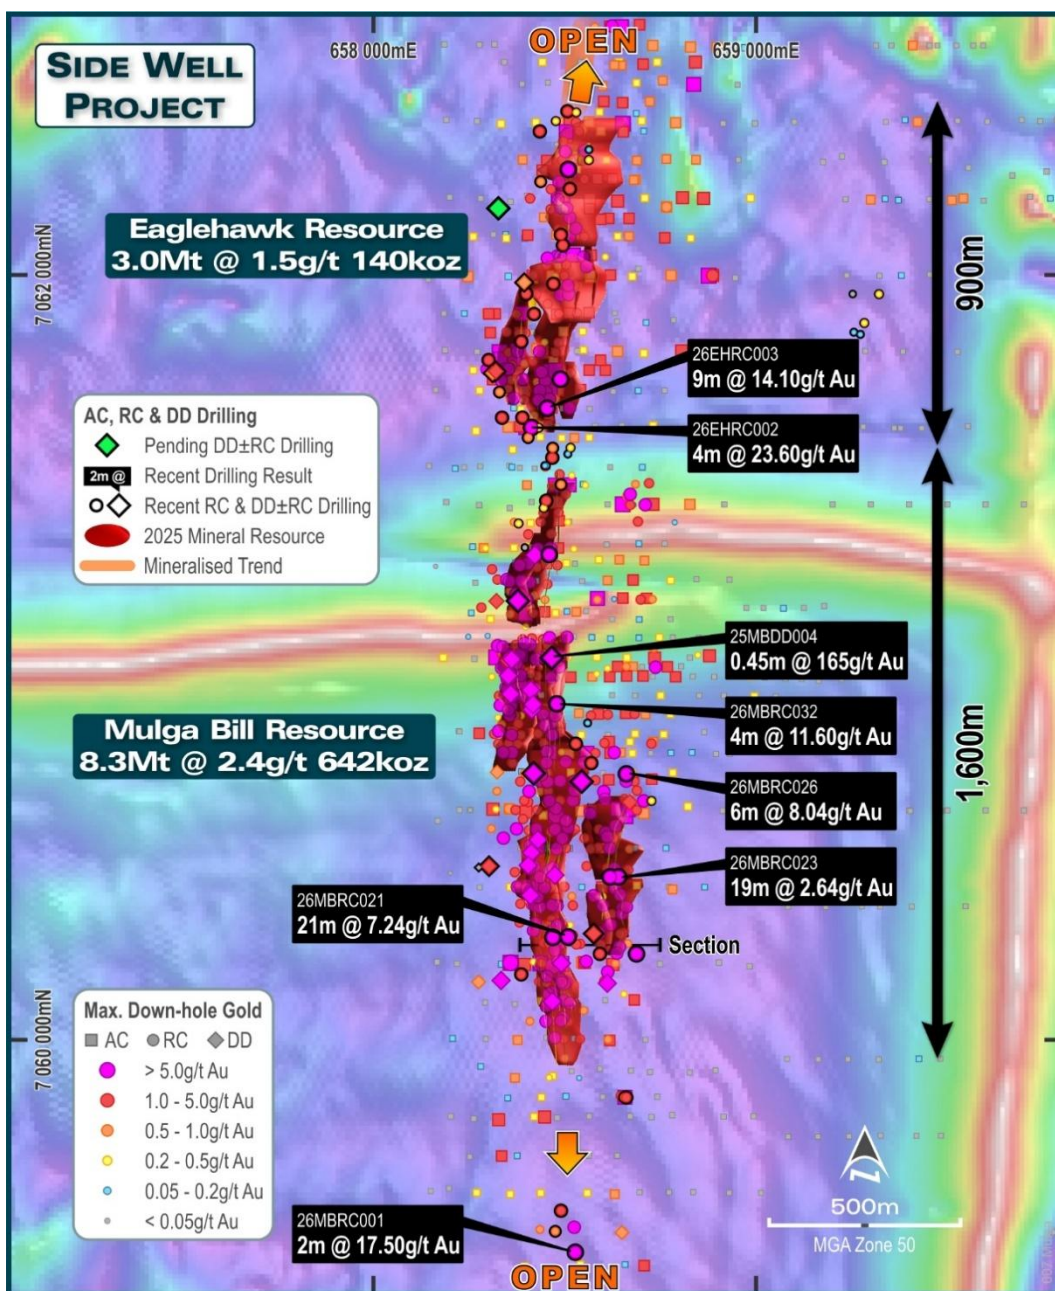 SIDE WELL
PROJECT
658 000mE
OPEN
659 000mE
Eaglehawk Resource
3.0Mt @ 1.5g/t 140koz
7 062 000mN
900m
26EHRC003
9m @ 14.10g/t Au
26EHRC002
4m @ 23.60g/t Au
AC, RC & DD Drilling
Pending DD±RC Drilling
2m @
Recent Drilling Result
Recent RC & DD±RC Drilling
2025 Mineral Resource
Mineralised Trend
25MBDD004
0.45m @ 165g/t Au
26MBRC032
4m @ 11.60g/t Au
Mulga Bill Resource
8.3Mt @ 2.4g/t 642koz
1,600m
26MBRC026
6m @ 8.04g/t Au
26MBRC023
19m @ 2.64g/t Au
26MBRC021
21m @ 7.24g/t Au
Section
7 060 000mN
Max. Down-hole Gold
AC RC DD
> 5.0g/t Au
1.0 - 5.0g/t Au
0.5 - 1.0g/t Au
0.2 - 0.5g/t Au
0.05 - 0.2g/t Au
< 0.05g/t Au
26MBRC001
2m @ 17.50g/t Au
OPEN
N
500m
MGA Zone 50